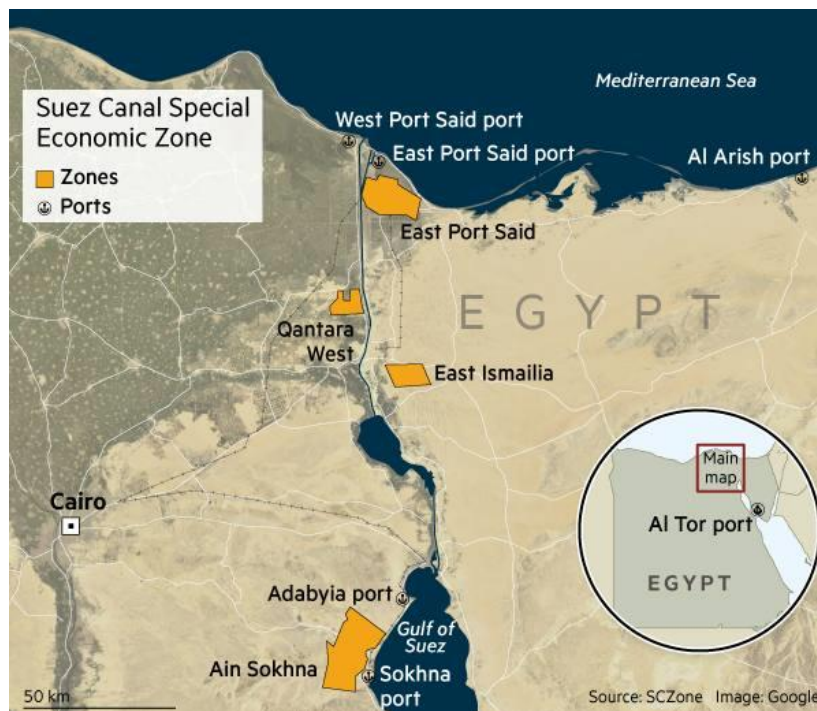 Suez Canal Special
Economic Zone
Zones
Ports
Mediterranean Sea
West Port Said port
East Port Said port
Al Arish port
East Port Said
EGYPT
Qantara
West
East Ismailia
Cairo
Main
map
Al Tor port
EGYPT
Adabyia port
Gulf of
Suez
Ain Sokhna
Sokhna
port
50 km
Source: SCZone Image: Google